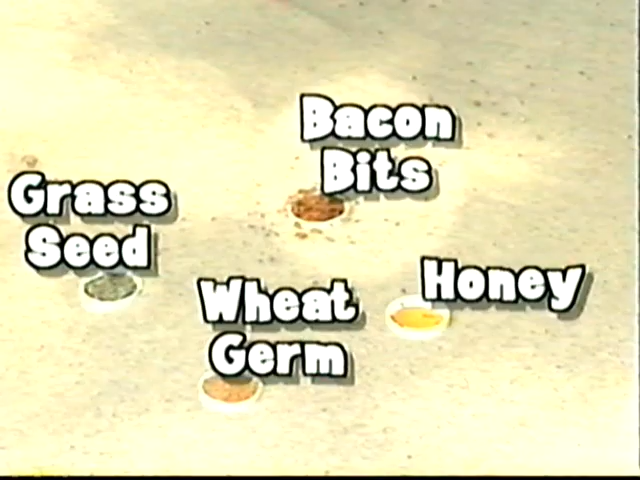 Bacon
Bits
Grass
Seed
Honey
Wheat
Germ